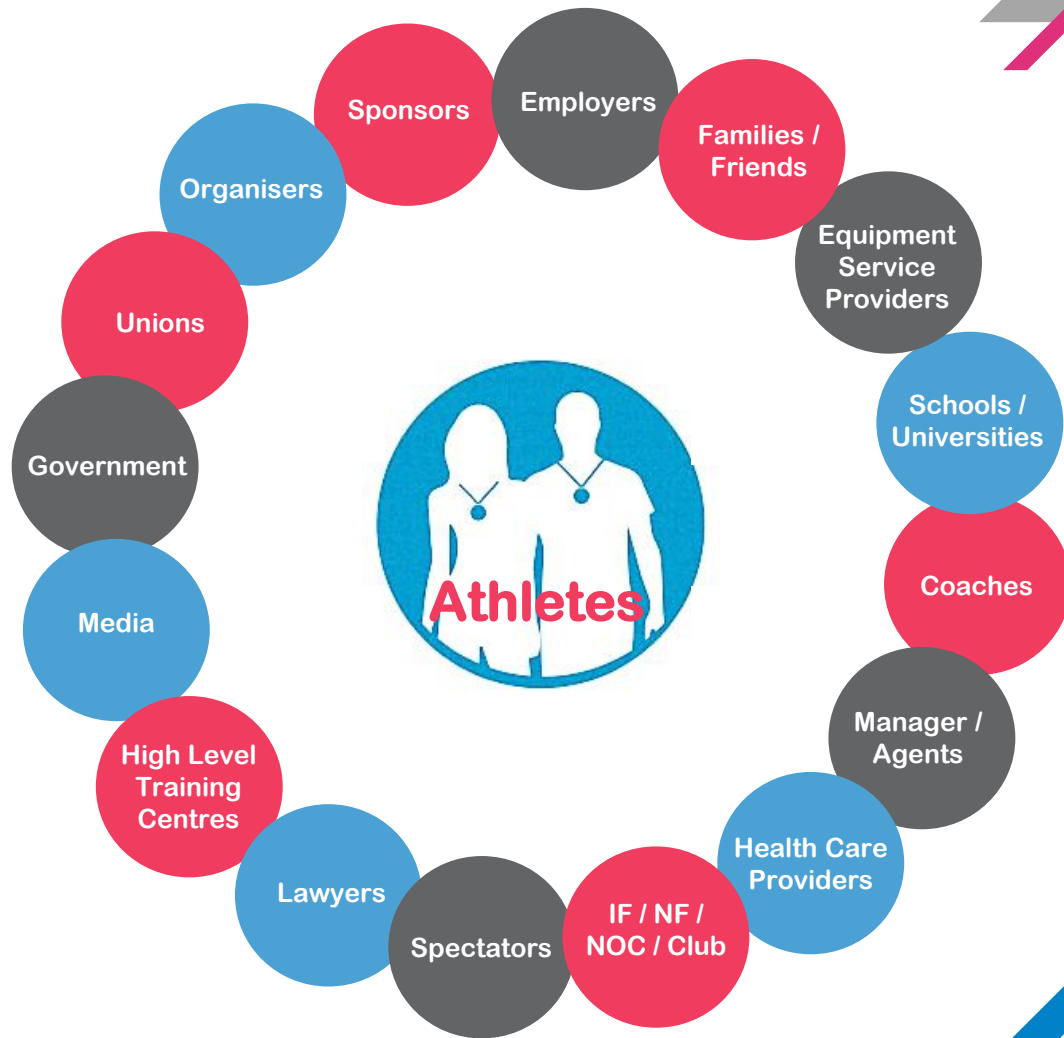 Sponsors
Employers
Families /
Friends
Equipment
Service
Providers
Schools /
Universities
Coaches
Manager /
Agents
Health Care
Providers
IF / NF /
NOC / Club
Spectators
Lawyers
High Level
Training
Centres
Media
Government
Unions
Organisers
Athletes